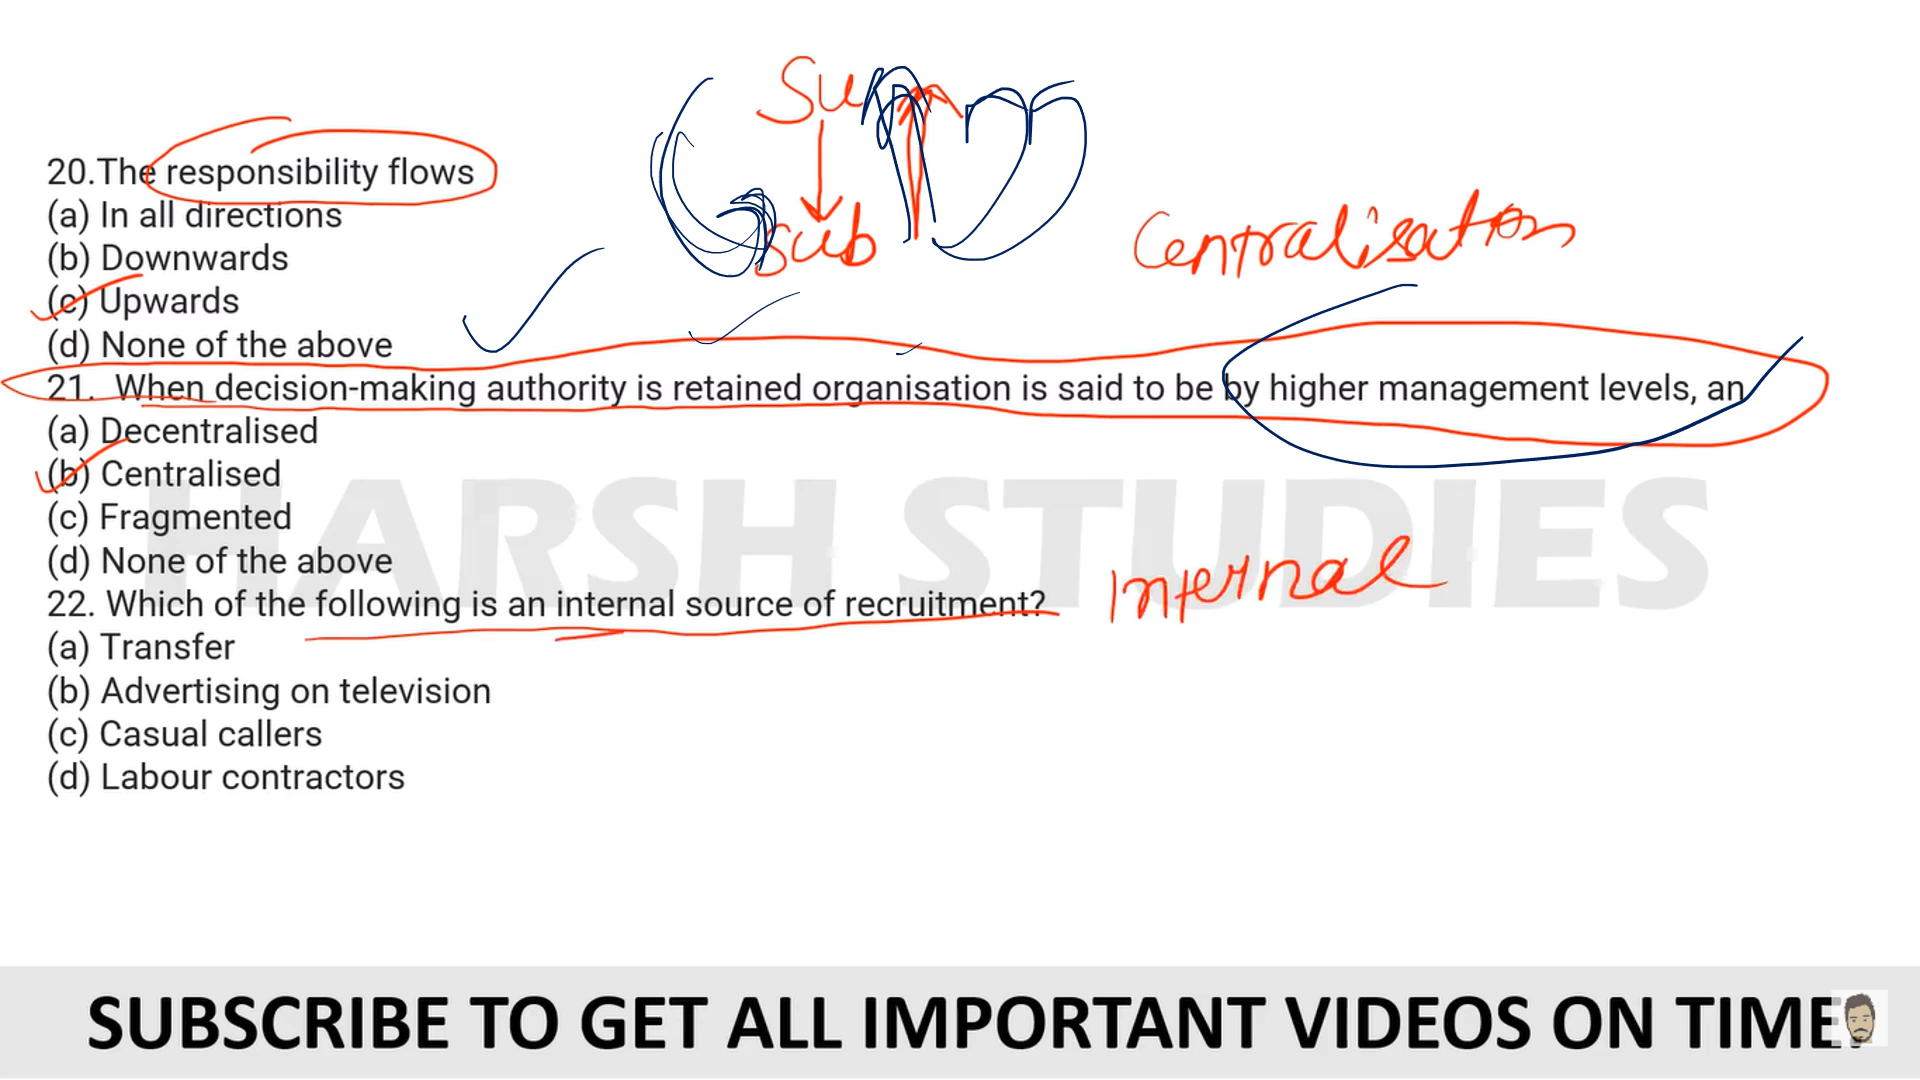 20.The responsibility flows
(a) In all directions
(b) Downwards
(c) Upwards
(d) None of the above
sub
Centralisation
21. When decision-making authority is retained organisation is said to be by higher management levels, an
(a) Decentralised
(b) Centralised
(c) Fragmented
(d) None of the above
HARSH STUDIES
22. Which of the following is an internal source of recruitment?
Internal
(a) Transfer
(b) Advertising on television
(c) Casual callers
(d) Labour contractors
SUBSCRIBE TO GET ALL IMPORTANT VIDEOS ON TIME.